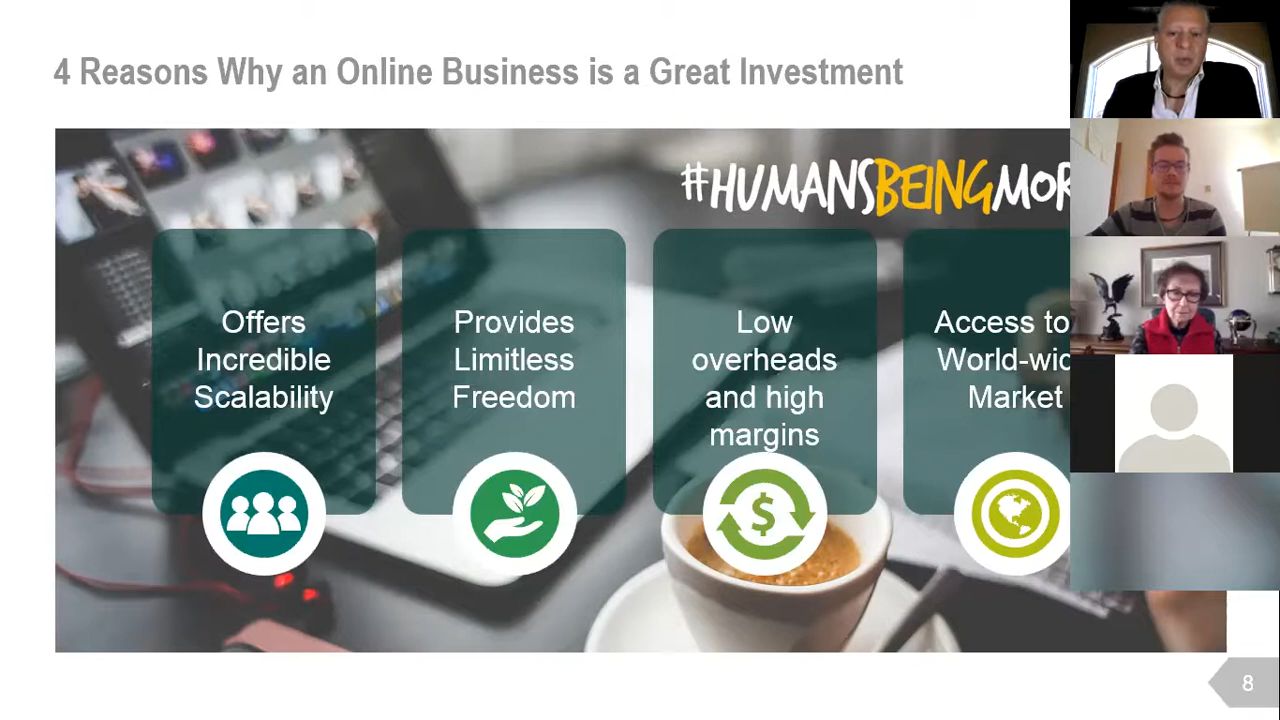 4 Reasons Why an Online Business is a Great Investment
#HUMANSBEINGMOR
Offers
Incredible
Scalability
Provides
Limitless
Freedom
Low
overheads
and high
margins
$
Access to
World-wid
Market
8